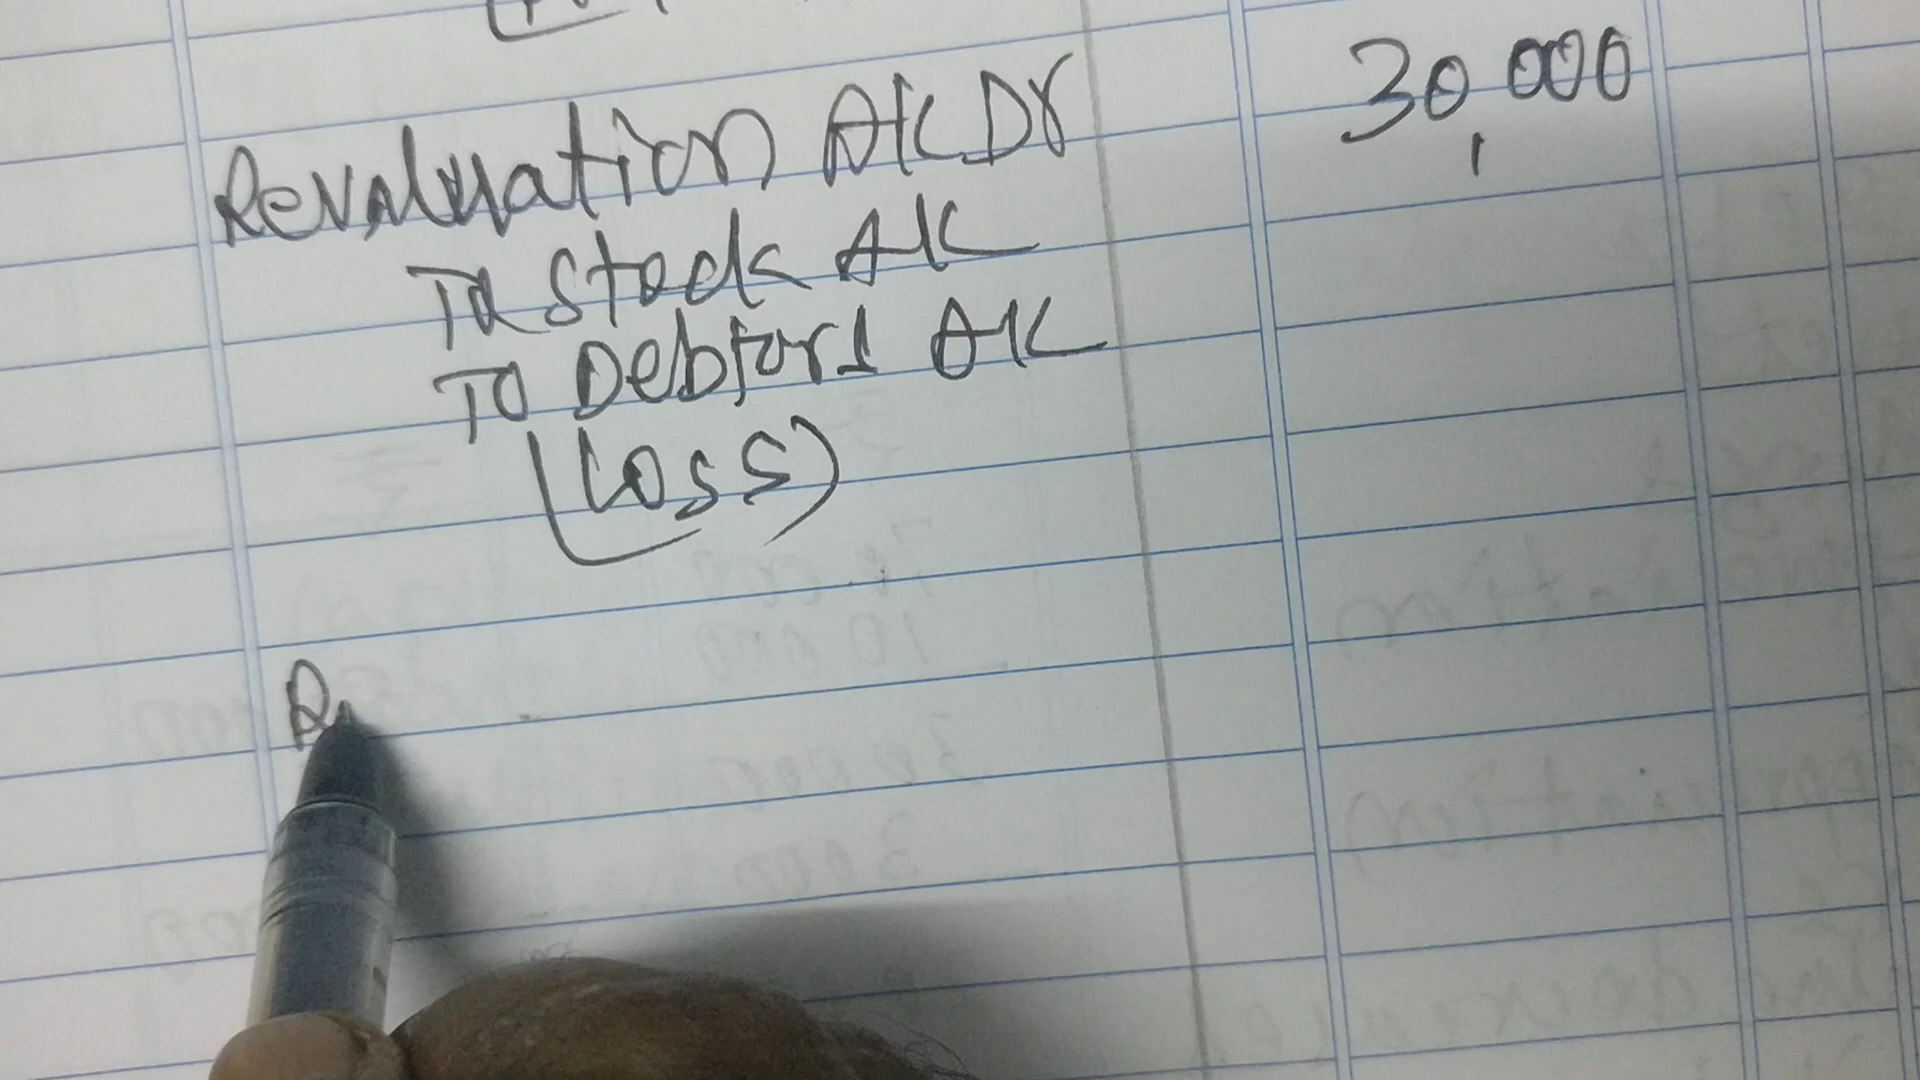 Revaluation A/C Dr 30,000
To Stock A/C
To Debtors A/C
(Loss)
R